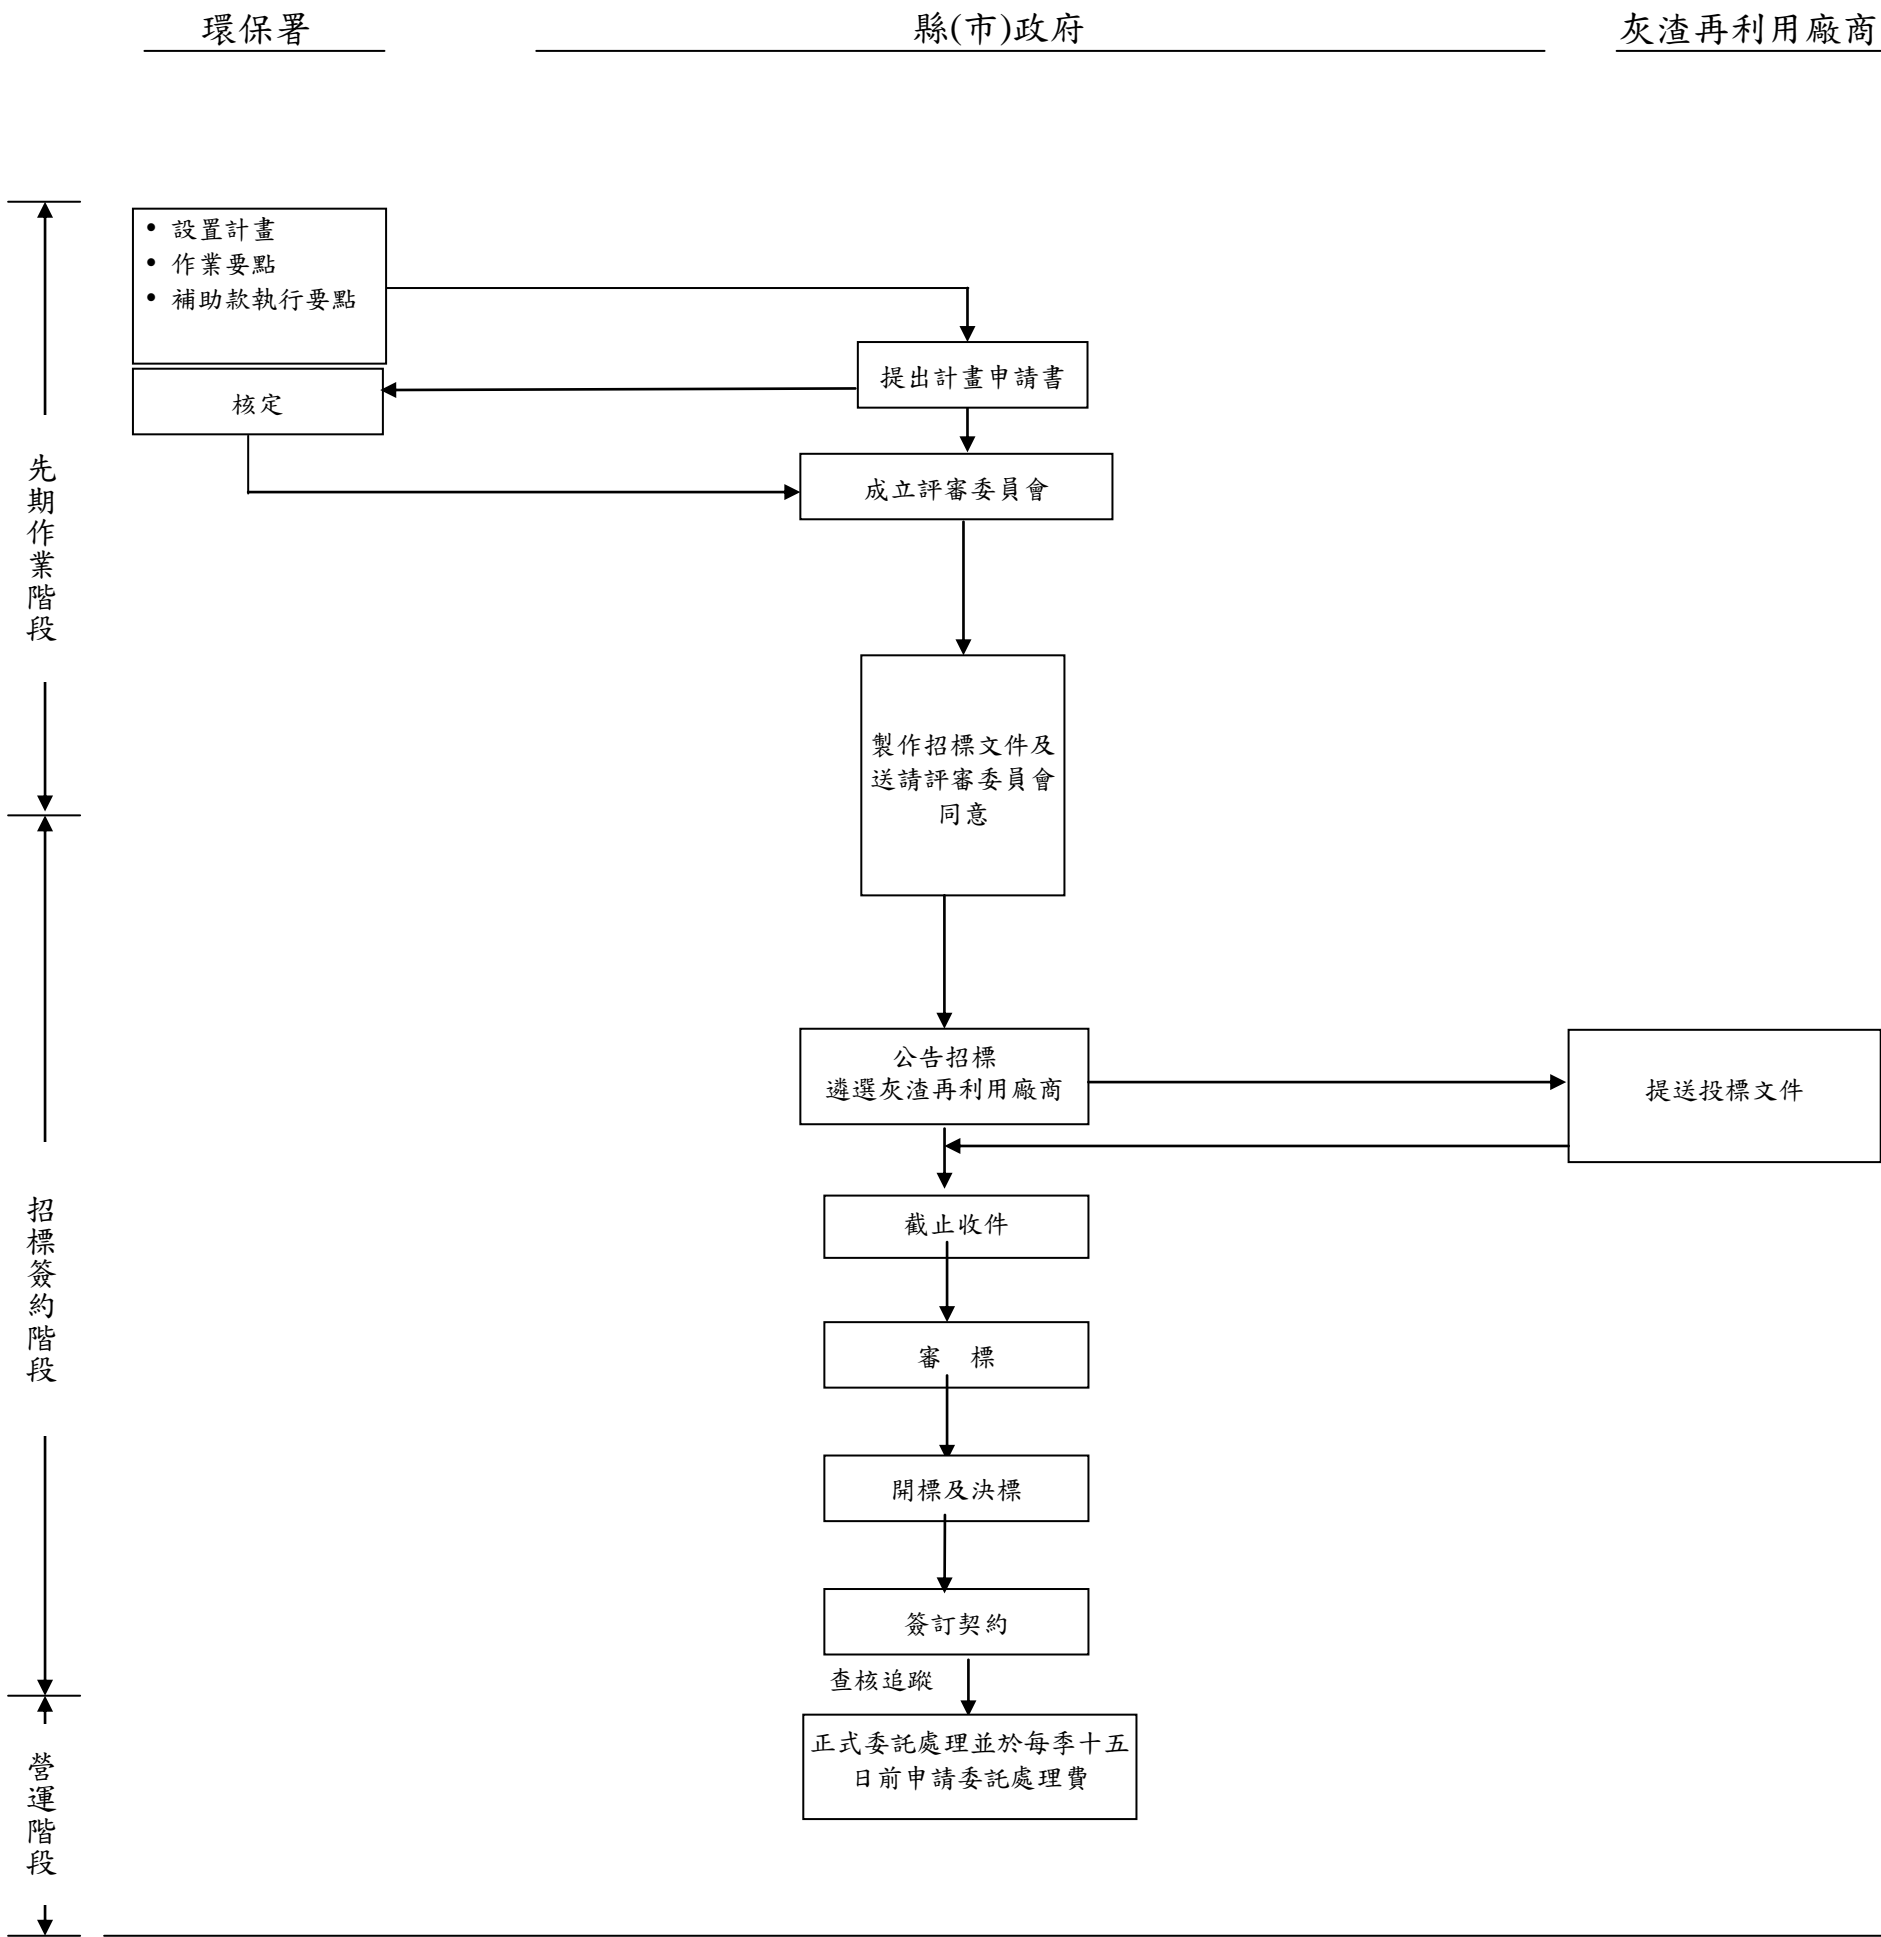 環保署
縣(市)政府
灰渣再利用廠商
• 設置計畫
• 作業要點
• 補助款執行要點
提出計畫申請書
核定
成立評審委員會
先期作業階段
製作招標文件及
送請評審委員會
同意
公告招標
遴選灰渣再利用廠商
提送投標文件
截止收件
招標簽約階段
審 標
開標及決標
簽訂契約
查核追蹤
正式委託處理並於每季十五
日前申請委託處理費
營運階段